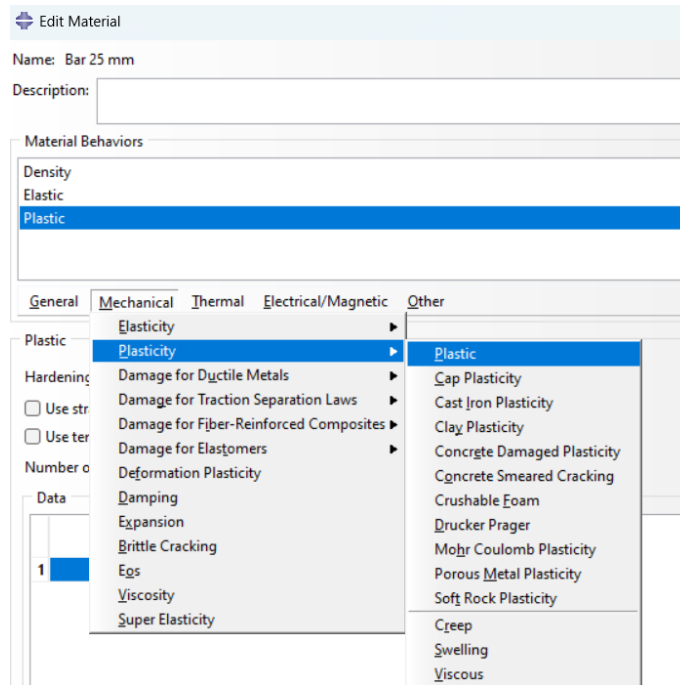 Edit Material
Name: Bar 25 mm
Description:
Material Behaviors
Density
Elastic
Plastic
General Mechanical Thermal Electrical/Magnetic Other
Plastic
Hardening
Use str
Use ter
Number o
Data
1
Elasticity
Plasticity
Damage for Ductile Metals
Damage for Traction Separation Laws
Damage for Fiber-Reinforced Composites
Damage for Elastomers
Deformation Plasticity
Damping
Expansion
Brittle Cracking
Eos
Viscosity
Super Elasticity
Plastic
Cap Plasticity
Cast Iron Plasticity
Clay Plasticity
Concrete Damaged Plasticity
Concrete Smeared Cracking
Crushable Foam
Drucker Prager
Mohr Coulomb Plasticity
Porous Metal Plasticity
Soft Rock Plasticity
Creep
Swelling
Viscous